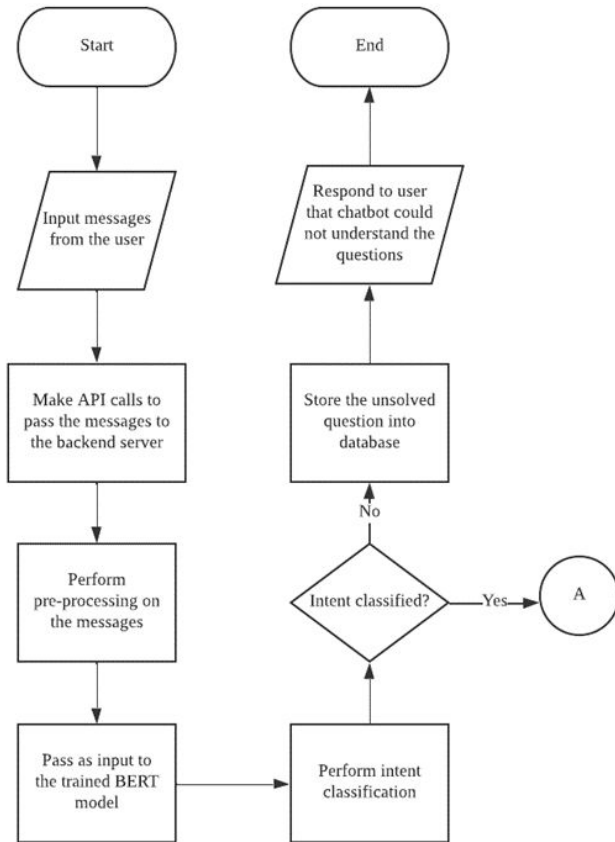 Start
Input messages
from the user
Make API calls to
pass the messages to
the backend server
Perform
pre-processing on
the messages
Pass as input to
the trained BERT
model
Perform intent
classification
Intent classified?
Yes
A
No
Store the unsolved
question into
database
Respond to user
that chatbot could
not understand the
questions
End